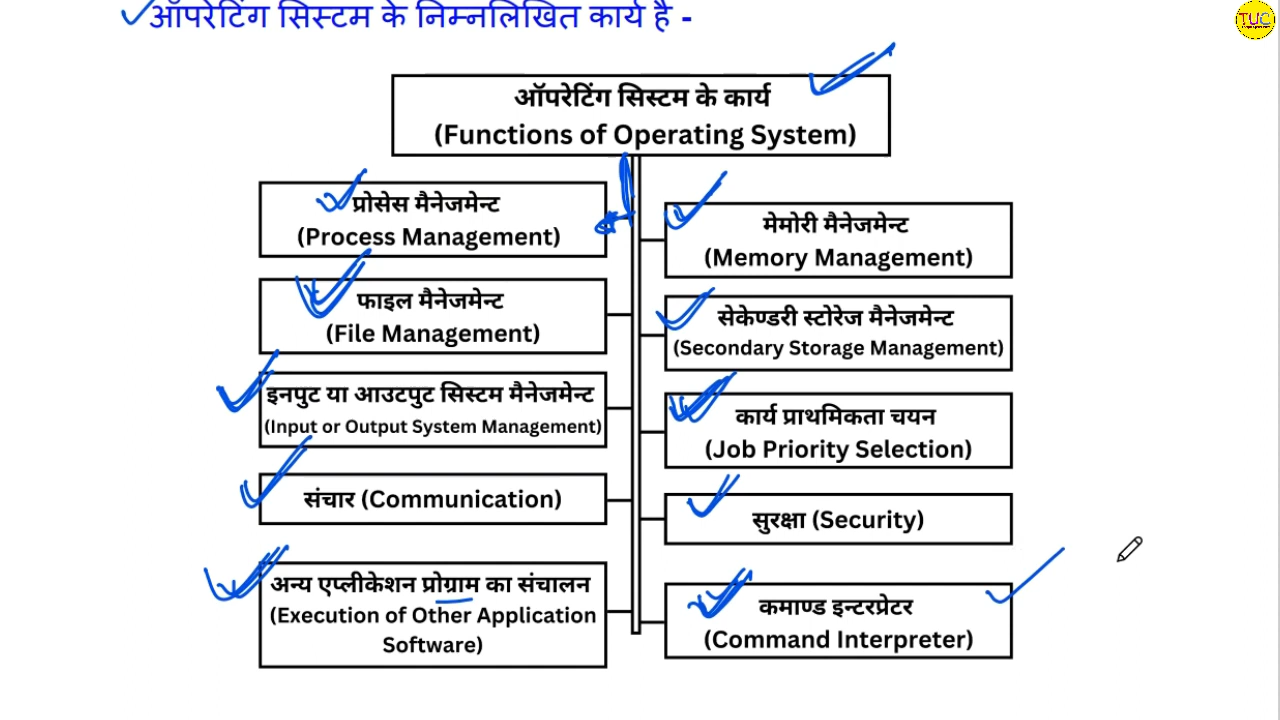 ऑपरेटिंग सिस्टम के निम्नलिखित कार्य है -
TUC
ऑपरेटिंग सिस्टम के कार्य
(Functions of Operating System)
प्रोसेस मैनेजमेन्ट
(Process Management)
मेमोरी मैनेजमेन्ट
(Memory Management)
फाइल मैनेजमेन्ट
(File Management)
सेकेण्डरी स्टोरेज मैनेजमेन्ट
(Secondary Storage Management)
इनपुट या आउटपुट सिस्टम मैनेजमेन्ट
(Input or Output System Management)
कार्य प्राथमिकता चयन
(Job Priority Selection)
संचार (Communication)
सुरक्षा (Security)
अन्य एप्लीकेशन प्रोग्राम का संचालन
(Execution of Other Application
Software)
कमाण्ड इन्टरप्रेटर
(Command Interpreter)